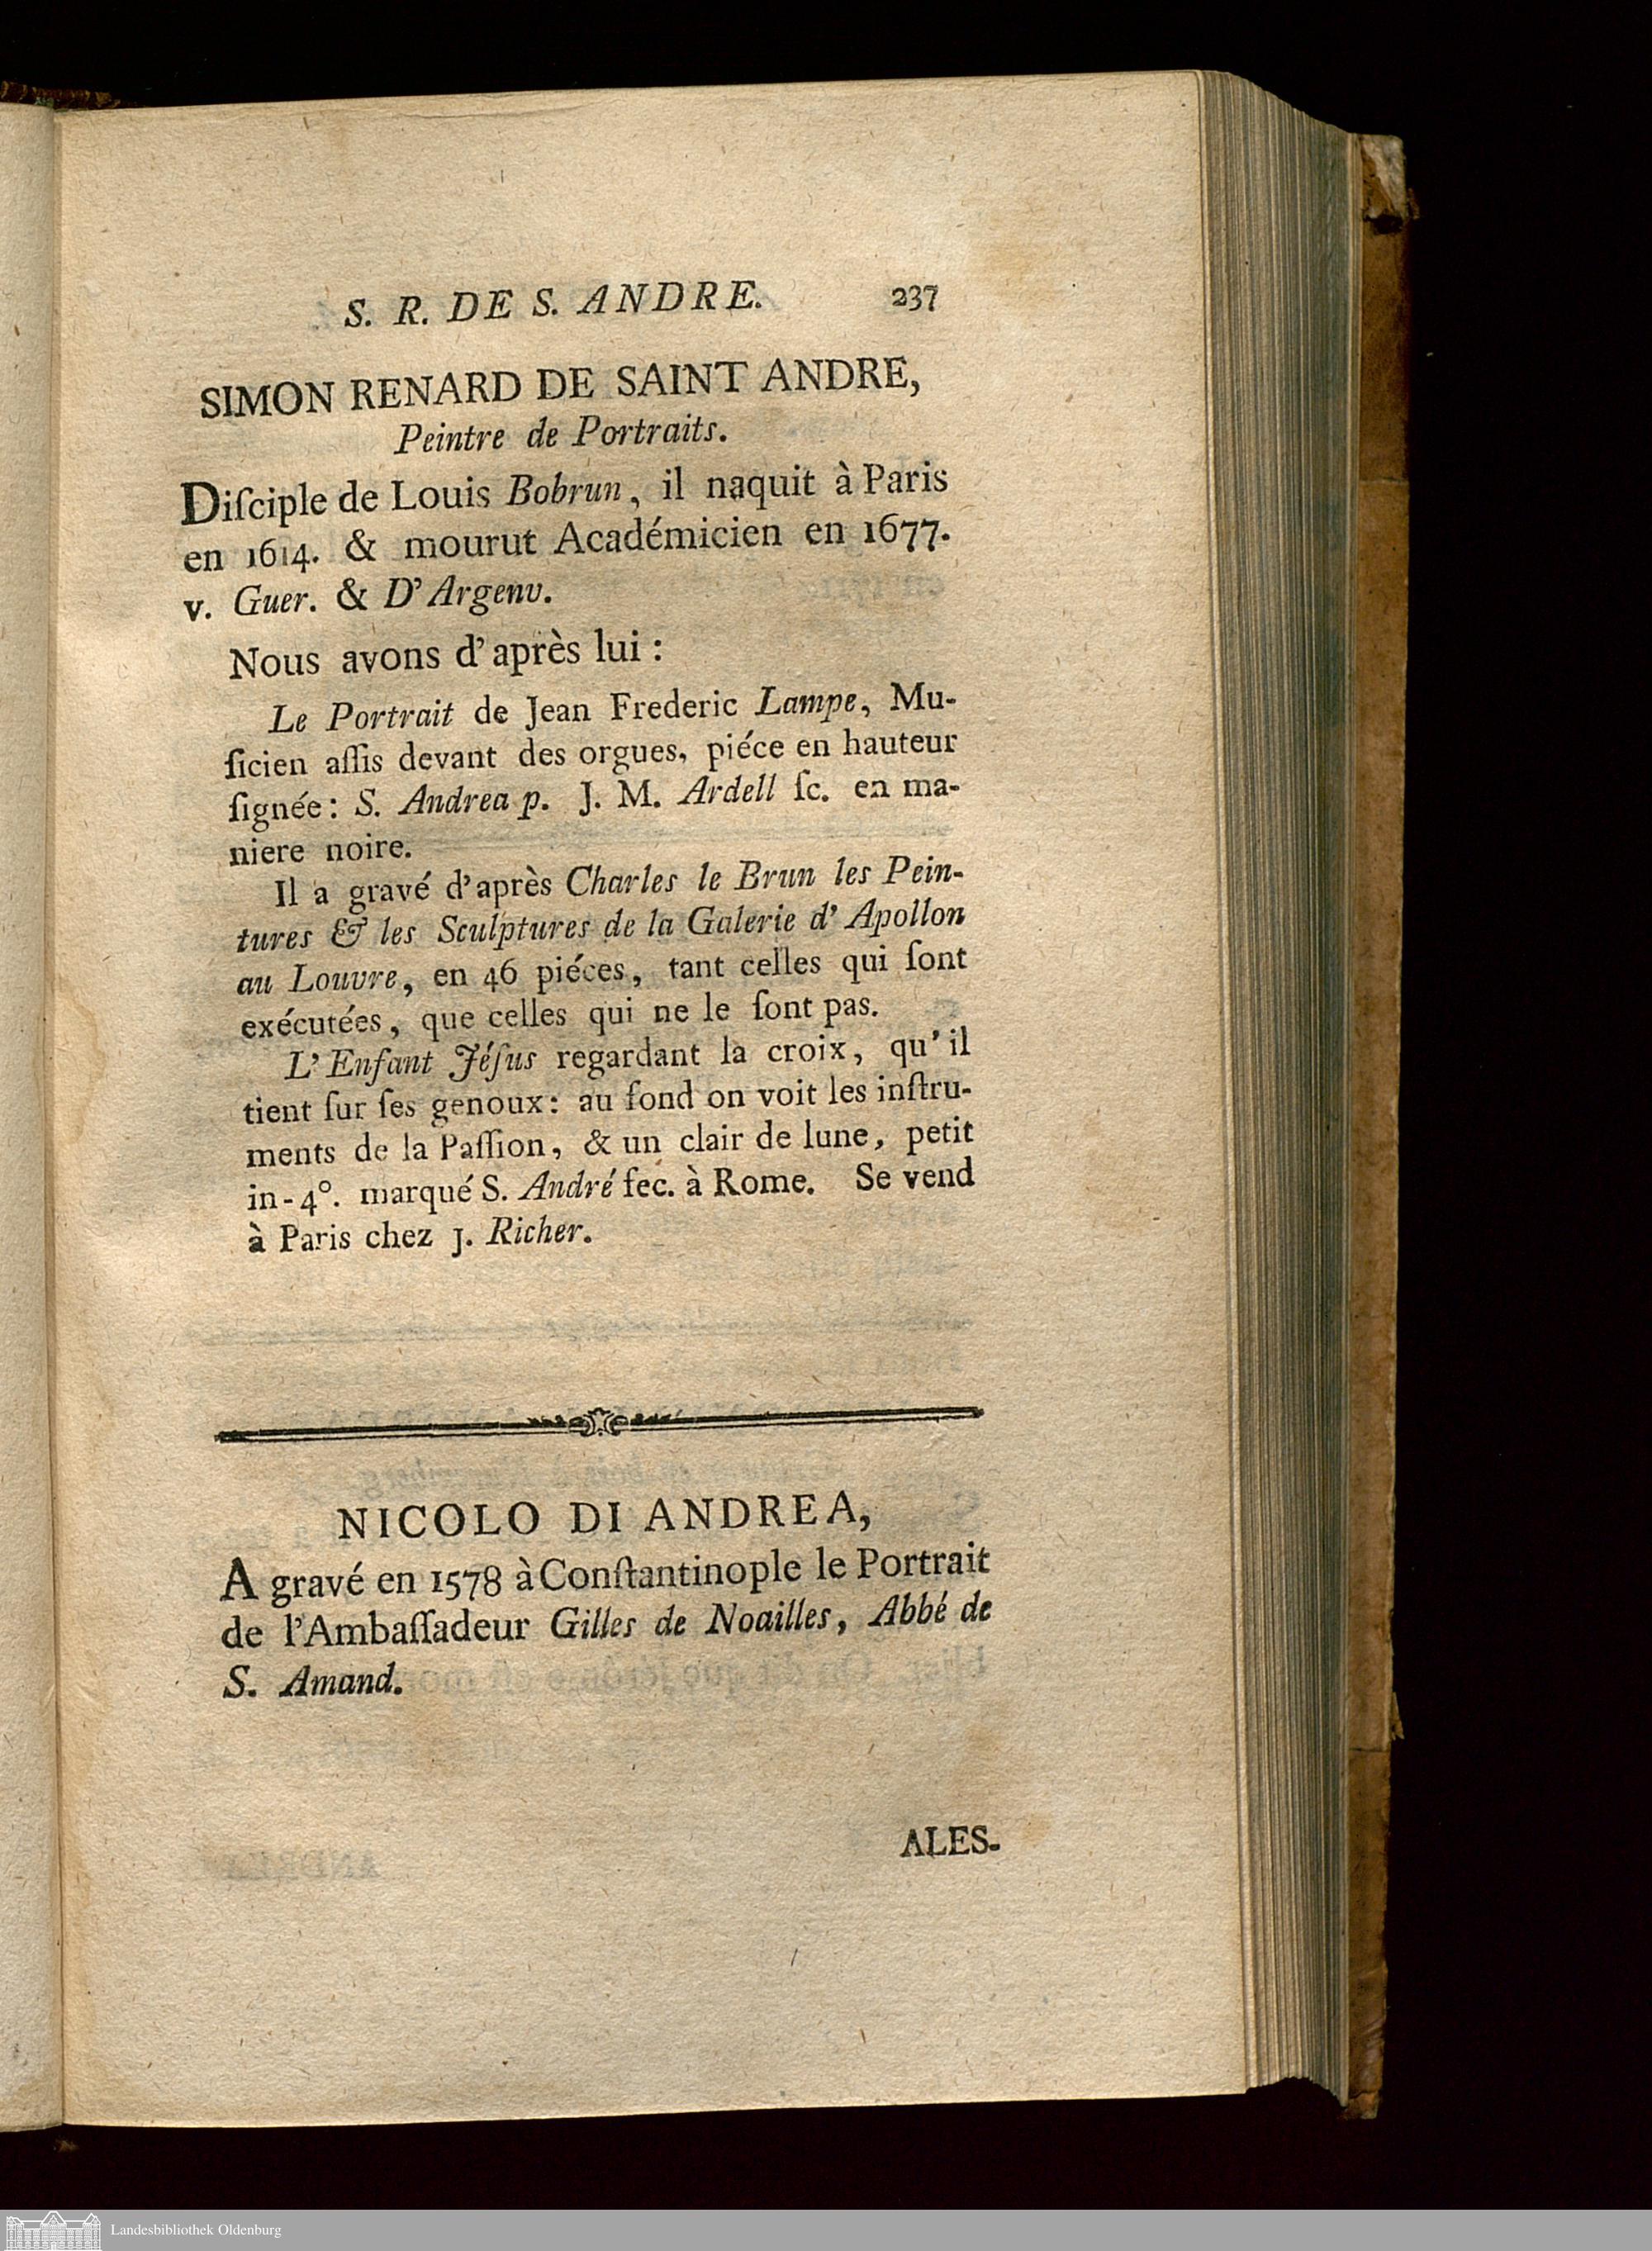 S. R. DE S. ANDRE. 237
SIMON RENARD DE SAINT ANDRE,
Peintre de Portraits.
Diſciple de Louis Bobrun, il naquit à Paris
en 1614. & mourut Académicien en 1677.
v. Guer. & D'Argenv.
Nous avons d'après lui :
Le Portrait de Jean Frederic Lampe, Mu-
ſicien aſſis devant des orgues, piéce en hauteur
ſignée: S. Andrea p. J. M. Ardell ſc. en ma-
niere noire.
Il a gravé d'après Charles le Brun les Pein-
tures & les Sculptures de la Galerie d'Apollon
au Louvre, en 46 piéces, tant celles qui ſont
exécutées, que celles qui ne le ſont pas.
L'Enfant Jéſus regardant la croix, qu'il
tient ſur ſes genoux: au fond on voit les inſtru-
ments de la Paſſion, & un clair de lune, petit
in-4°. marqué S. André fec. à Rome. Se vend
à Paris chez J. Richer.
NICOLO DI ANDREA,
A gravé en 1578 à Conſtantinople le Portrait
de l'Ambaſſadeur Gilles de Noailles, Abbé de
S. Amand.
ALES-
Landesbibliothek Oldenburg